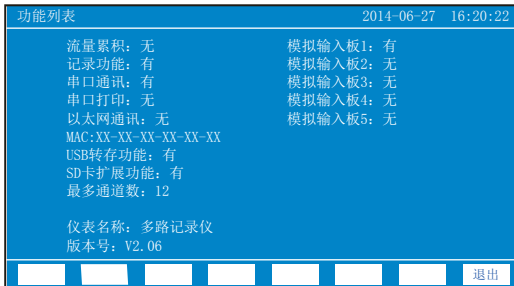 功能列表 2014-06-27 16:20:22
流量累积：无 模拟输入板1：有
记录功能：有 模拟输入板2：无
串口通讯：有 模拟输入板3：无
串口打印：无 模拟输入板4：无
以太网通讯：无 模拟输入板5：无
MAC:XX-XX-XX-XX-XX-XX
USB转存功能：有
SD卡扩展功能：有
最多通道数：12
仪表名称：多路记录仪
版本号：V2.06
退出